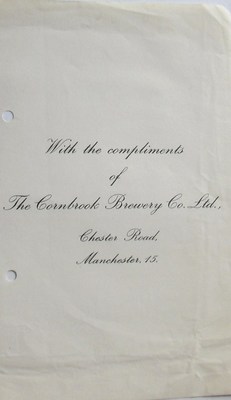 With the compliments
of
The Cornbrook Brewery Co. Ltd.,
Chester Road,
Manchester, 15.